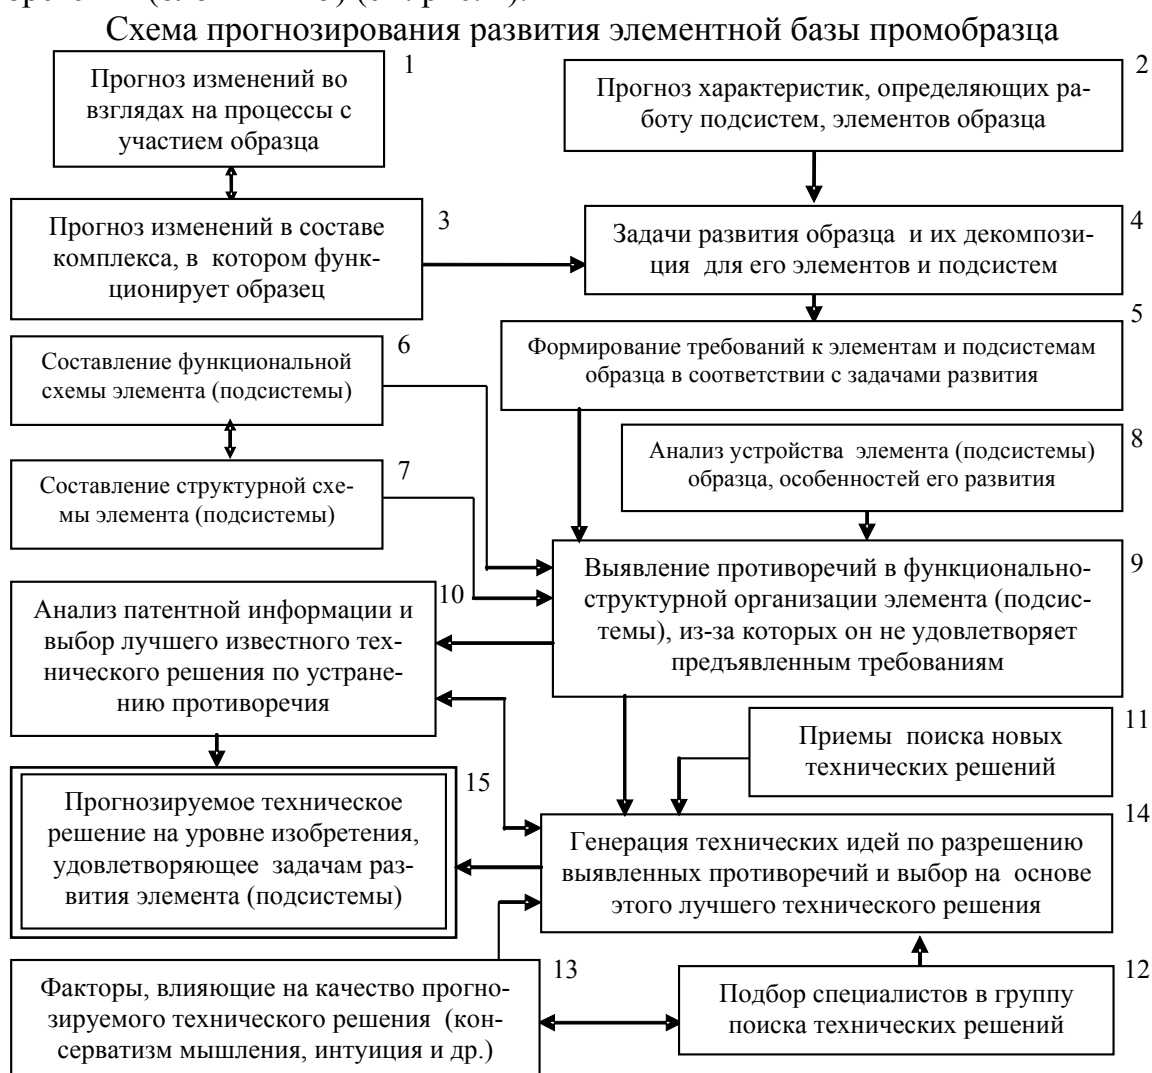 Схема прогнозирования развития элементной базы промобразца
1
Прогноз изменений во
взглядах на процессы с
участием образца
2
Прогноз характеристик, определяющих ра-
боту подсистем, элементов образца
3
Прогноз изменений в составе
комплекса, в котором функ-
ционирует образец
4
Задачи развития образца и их декомпози-
ция для его элементов и подсистем
5
Формирование требований к элементам и подсистемам
образца в соответствии с задачами развития
6
Составление функциональной
схемы элемента (подсистемы)
7
Составление структурной схе-
мы элемента (подсистемы)
8
Анализ устройства элемента (подсистемы)
образца, особенностей его развития
9
Выявление противоречий в функционально-
структурной организации элемента (подсис-
темы), из-за которых он не удовлетворяет
предъявленным требованиям
10
Анализ патентной информации и
выбор лучшего известного тех-
нического решения по устране-
нию противоречия
11
Приемы поиска новых
технических решений
15
Прогнозируемое техническое
решение на уровне изобретения,
удовлетворяющее задачам раз-
вития элемента (подсистемы)
14
Генерация технических идей по разрешению
выявленных противоречий и выбор на основе
этого лучшего технического решения
13
Факторы, влияющие на качество прогно-
зируемого технического решения (кон-
серватизм мышления, интуиция и др.)
12
Подбор специалистов в группу
поиска технических решений